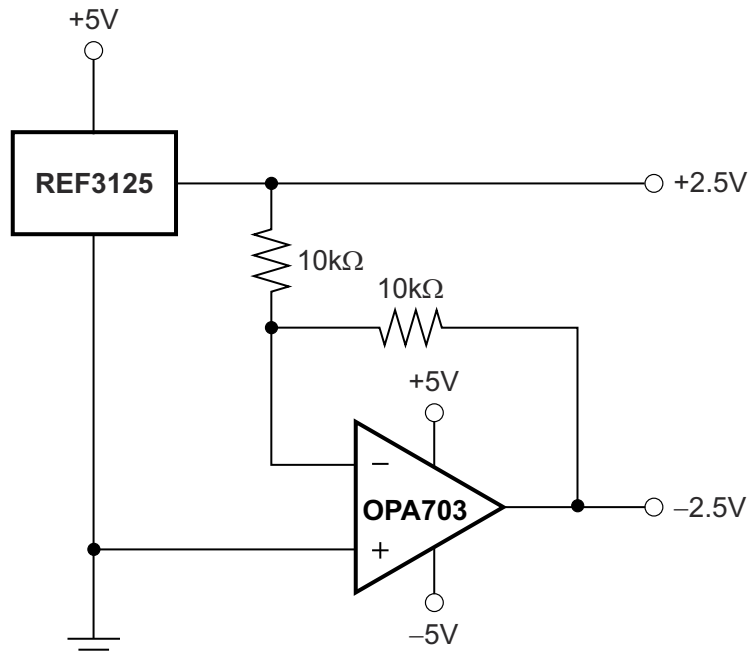 +5V
REF3125
+2.5V
10kΩ
10kΩ
+5V
−
OPA703
−2.5V
+
−5V